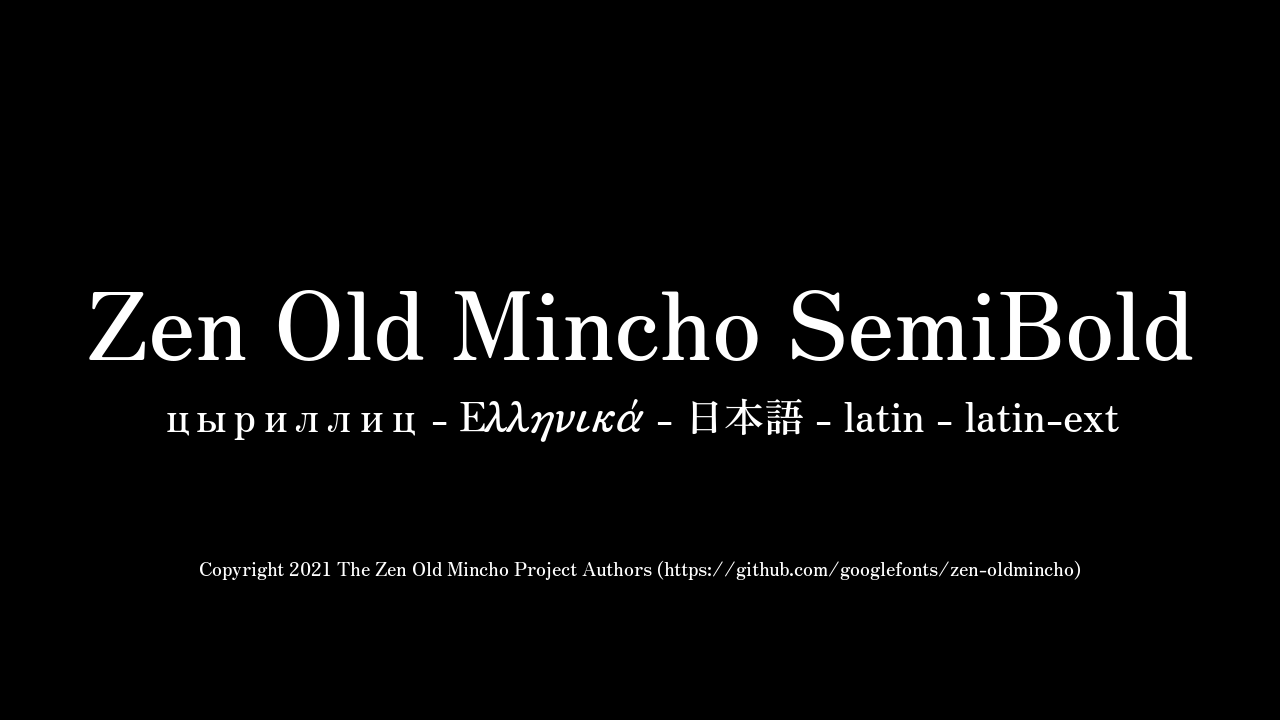 Zen Old Mincho SemiBold
цыриллиц - Ελληνικά - 日本語 - latin - latin-ext
Copyright 2021 The Zen Old Mincho Project Authors (https://github.com/googlefonts/zen-oldmincho)